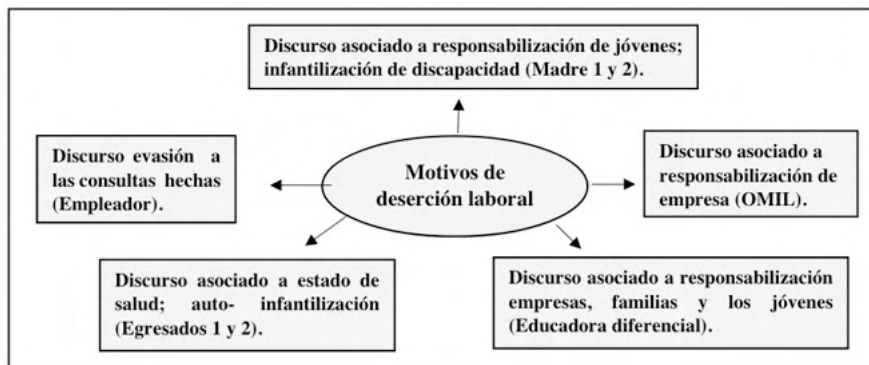 Discurso asociado a responsabilización de jóvenes;
infantilización de discapacidad (Madre 1 y 2).
Discurso evasión a
las consultas hechas
(Empleador).
Motivos de
deserción laboral
Discurso asociado a
responsabilización de
empresa (OMIL).
Discurso asociado a estado de
salud; auto- infantilización
(Egresados 1 y 2).
Discurso asociado a responsabilización
empresas, familias y los jóvenes
(Educadora diferencial).